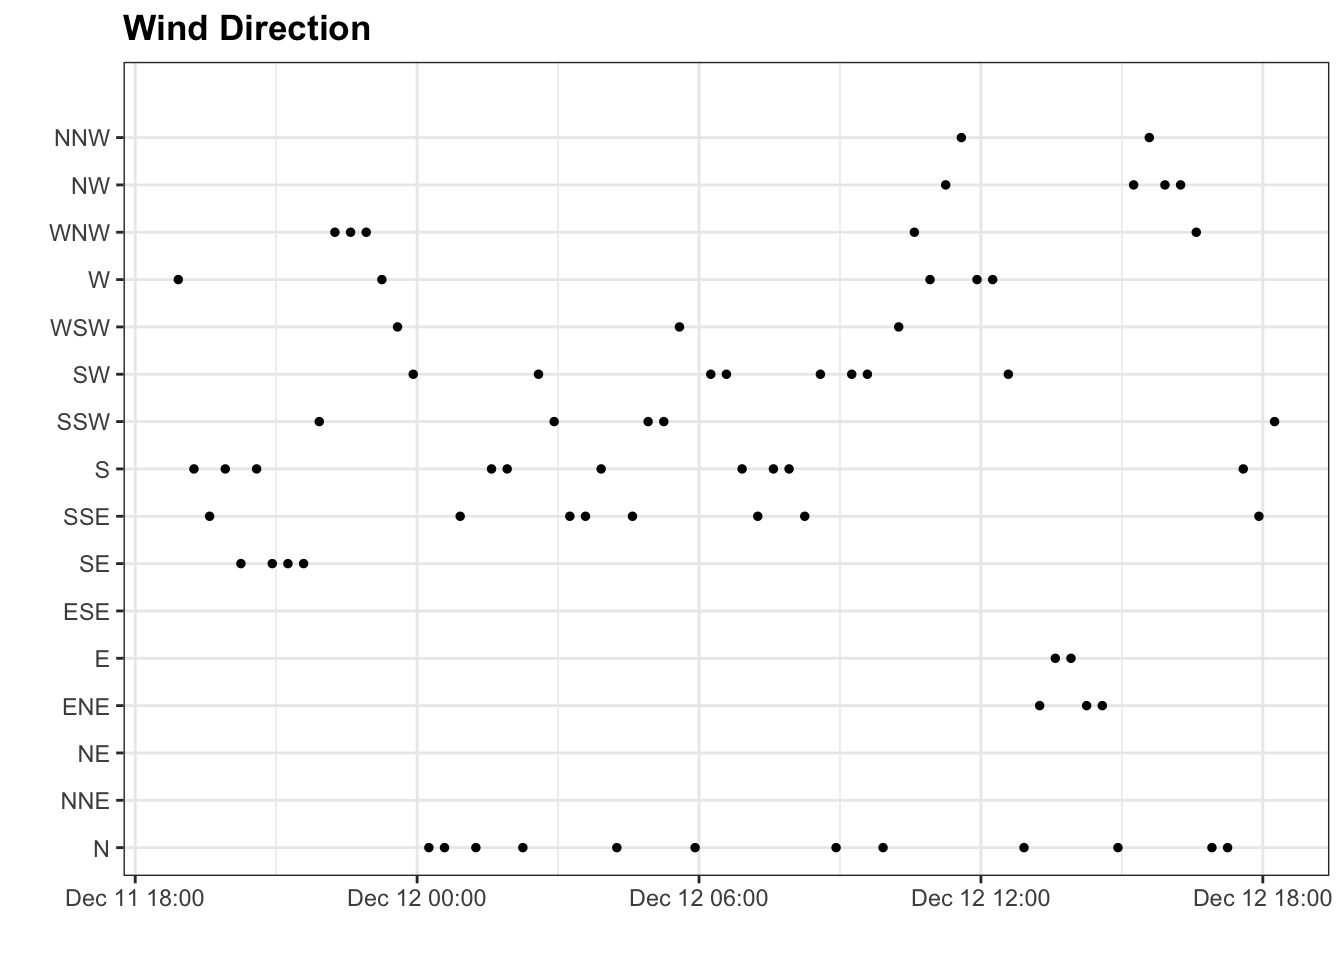 Wind Direction
NNW
NW
WNW
W
WSW
SW
SSW
S
SSE
SE
ESE
E
ENE
NE
NNE
N
Dec 11 18:00 Dec 12 00:00 Dec 12 06:00 Dec 12 12:00 Dec 12 18:00